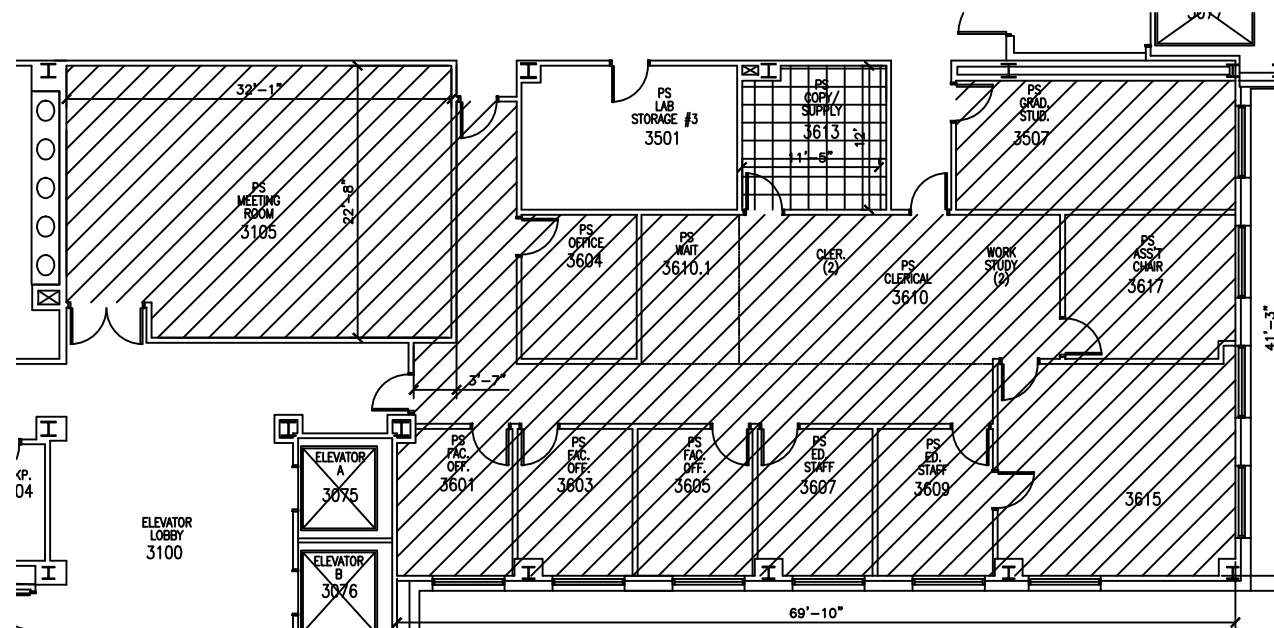 32'-1"
22'-8"
PS
MEETING
ROOM
3105
PS
LAB
STORAGE #3
3501
PS
COPY/
SUPPLY
3613
12'
11'-5"
PS
GRAD.
STUD.
3507
PS
OFFICE
3604
PS
WAIT
3610.1
CLER.
(2)
PS
CLERICAL
3610
WORK
STUDY
(2)
PS
ASS'T
CHAIR
3617
41'-3"
3'-7"
PS
FAC.
OFF.
3601
PS
FAC.
OFF.
3603
PS
FAC.
OFF.
3605
PS
ED.
STAFF
3607
PS
ED.
STAFF
3609
3615
ELEVATOR
A
3075
ELEVATOR
LOBBY
3100
ELEVATOR
B
3076
69'-10"